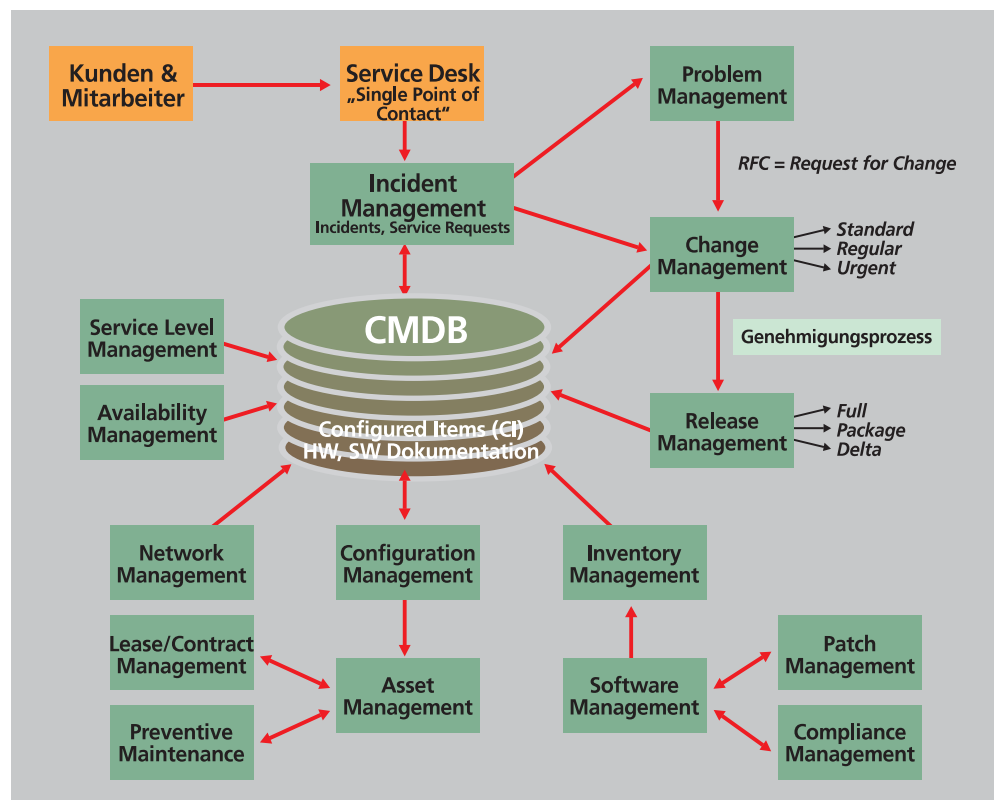 Kunden &
Mitarbeiter
Service Desk
„Single Point of
Contact“
Problem
Management
RFC = Request for Change
Incident
Management
Incidents, Service Requests
Change
Management
Standard
Regular
Urgent
CMDB
Service Level
Management
Genehmigungsprozess
Availability
Management
Configured Items (CI)
HW, SW Dokumentation
Release
Management
Full
Package
Delta
Network
Management
Configuration
Management
Inventory
Management
Lease/Contract
Management
Asset
Management
Software
Management
Patch
Management
Preventive
Maintenance
Compliance
Management